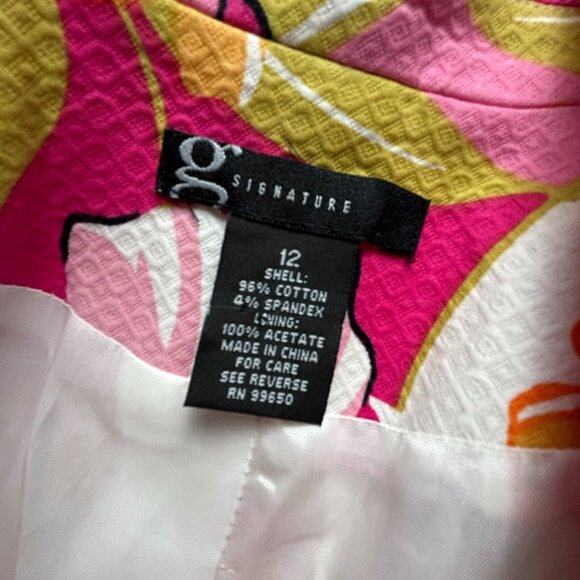 g SIGNATURE
12
SHELL:
96% COTTON
4% SPANDEX
LINING:
100% ACETATE
MADE IN CHINA
FOR CARE
SEE REVERSE
RN 99650